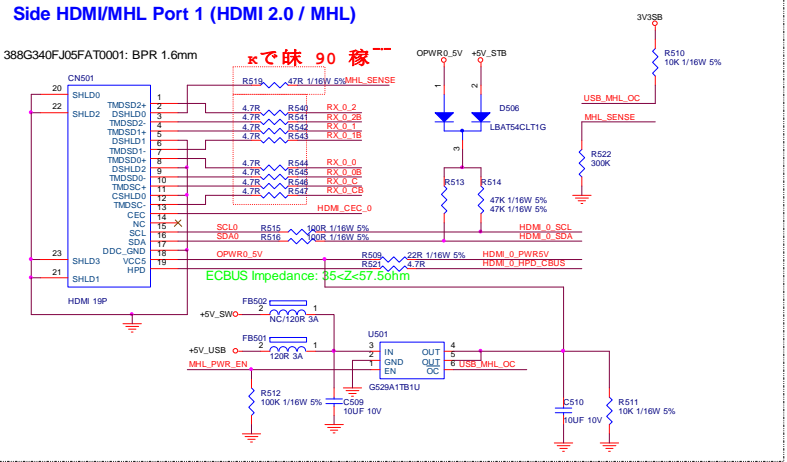 Side HDMI/MHL Port 1 (HDMI 2.0 / MHL)
388G340FJ05FAT0001: BPR 1.6mm
κで昧 90 稼
3V3SB
R510
10K 1/16W 5%
USB_MHL_OC
MHL_SENSE
R522
300K
OPWR0_5V
+5V_STB
1
2
D506
LBAT54CLT1G
3
R513
R514
47K 1/16W 5%
47K 1/16W 5%
CN501
20
SHLD0
22
SHLD2
23
SHLD3
21
SHLD1
HDMI 19P
TMDSD2+
1
DSHLD0
2
TMDSD2-
3
TMDSD1+
4
DSHLD1
5
TMDSD1-
6
TMDSD0+
7
DSHLD2
8
TMDSD0-
9
TMDSC+
10
CSHLD0
11
TMDSC-
12
CEC
13
NC
14
SCL
15
SDA
16
DDC_GND
17
VCC5
18
HPD
19
R519
47R 1/16W 5%
MHL_SENSE
4.7R
R540
RX_0_2
4.7R
R541
RX_0_2B
4.7R
R542
RX_0_1
4.7R
R543
RX_0_1B
4.7R
R544
RX_0_0
4.7R
R545
RX_0_0B
4.7R
R546
RX_0_C
4.7R
R547
RX_0_CB
HDMI_CEC_0
SCL0
R515
100R 1/16W 5%
HDMI_0_SCL
SDA0
R516
100R 1/16W 5%
HDMI_0_SDA
OPWR0_5V
R509
22R 1/16W 5%
HDMI_0_PWR5V
R521
4.7R
HDMI_0_HPD_CBUS
ECBUS Impedance: 35<Z<57.5ohm
FB502
+5V_SW
2
1
NC/120R 3A
FB501
+5V_USB
2
1
120R 3A
MHL_PWR_EN
U501
3
IN
OUT
4
2
GND
OUT
5
1
EN
OC
6
USB_MHL_OC
G529A1TB1U
R512
100K 1/16W 5%
C509
10UF 10V
C510
10UF 10V
R511
10K 1/16W 5%